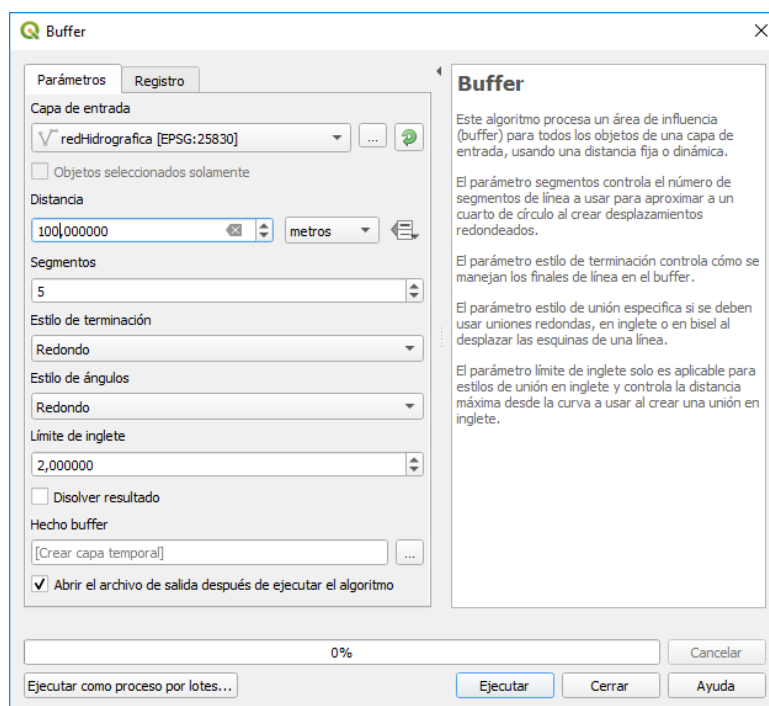 Buffer
Parámetros
Registro
Capa de entrada
redHidrografica [EPSG:25830]
...
Objetos seleccionados solamente
Distancia
100,000000
metros
Segmentos
5
Estilo de terminación
Redondo
Estilo de ángulos
Redondo
Límite de inglete
2,000000
Disolver resultado
Hecho buffer
[Crear capa temporal]
...
Abrir el archivo de salida después de ejecutar el algoritmo
Buffer
Este algoritmo procesa un área de influencia
(buffer) para todos los objetos de una capa de
entrada, usando una distancia fija o dinámica.
El parámetro segmentos controla el número de
segmentos de línea a usar para aproximar a un
cuarto de círculo al crear desplazamientos
redondeados.
El parámetro estilo de terminación controla cómo se
manejan los finales de línea en el buffer.
El parámetro estilo de unión especifica si se deben
usar uniones redondas, en inglete o en bisel al
desplazar las esquinas de una línea.
El parámetro límite de inglete solo es aplicable para
estilos de unión en inglete y controla la distancia
máxima desde la curva a usar al crear una unión en
inglete.
0%
Cancelar
Ejecutar como proceso por lotes...
Ejecutar
Cerrar
Ayuda